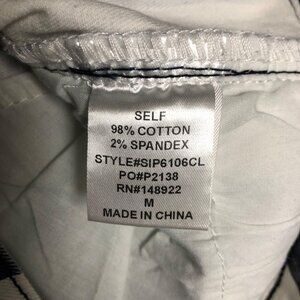 SELF
98% COTTON
2% SPANDEX
STYLE#SIP6106CL
PO#P2138
RN#148922
M
MADE IN CHINA